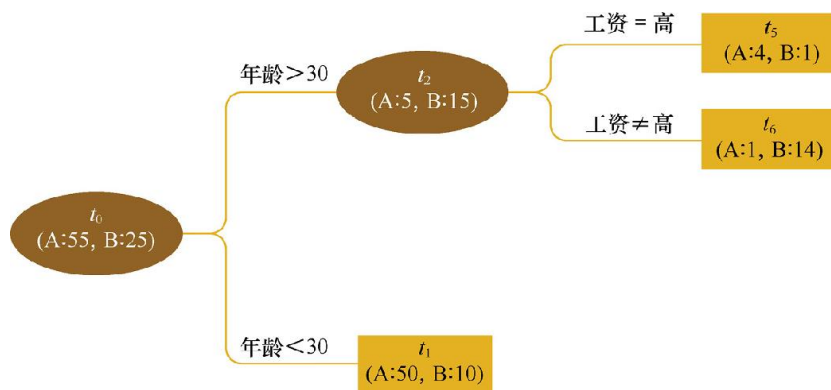 工资 = 高
t₅
(A:4, B:1)
年龄>30
t₂
(A:5, B:15)
工资≠高
t₆
(A:1, B:14)
t₀
(A:55, B:25)
年龄<30
t₁
(A:50, B:10)